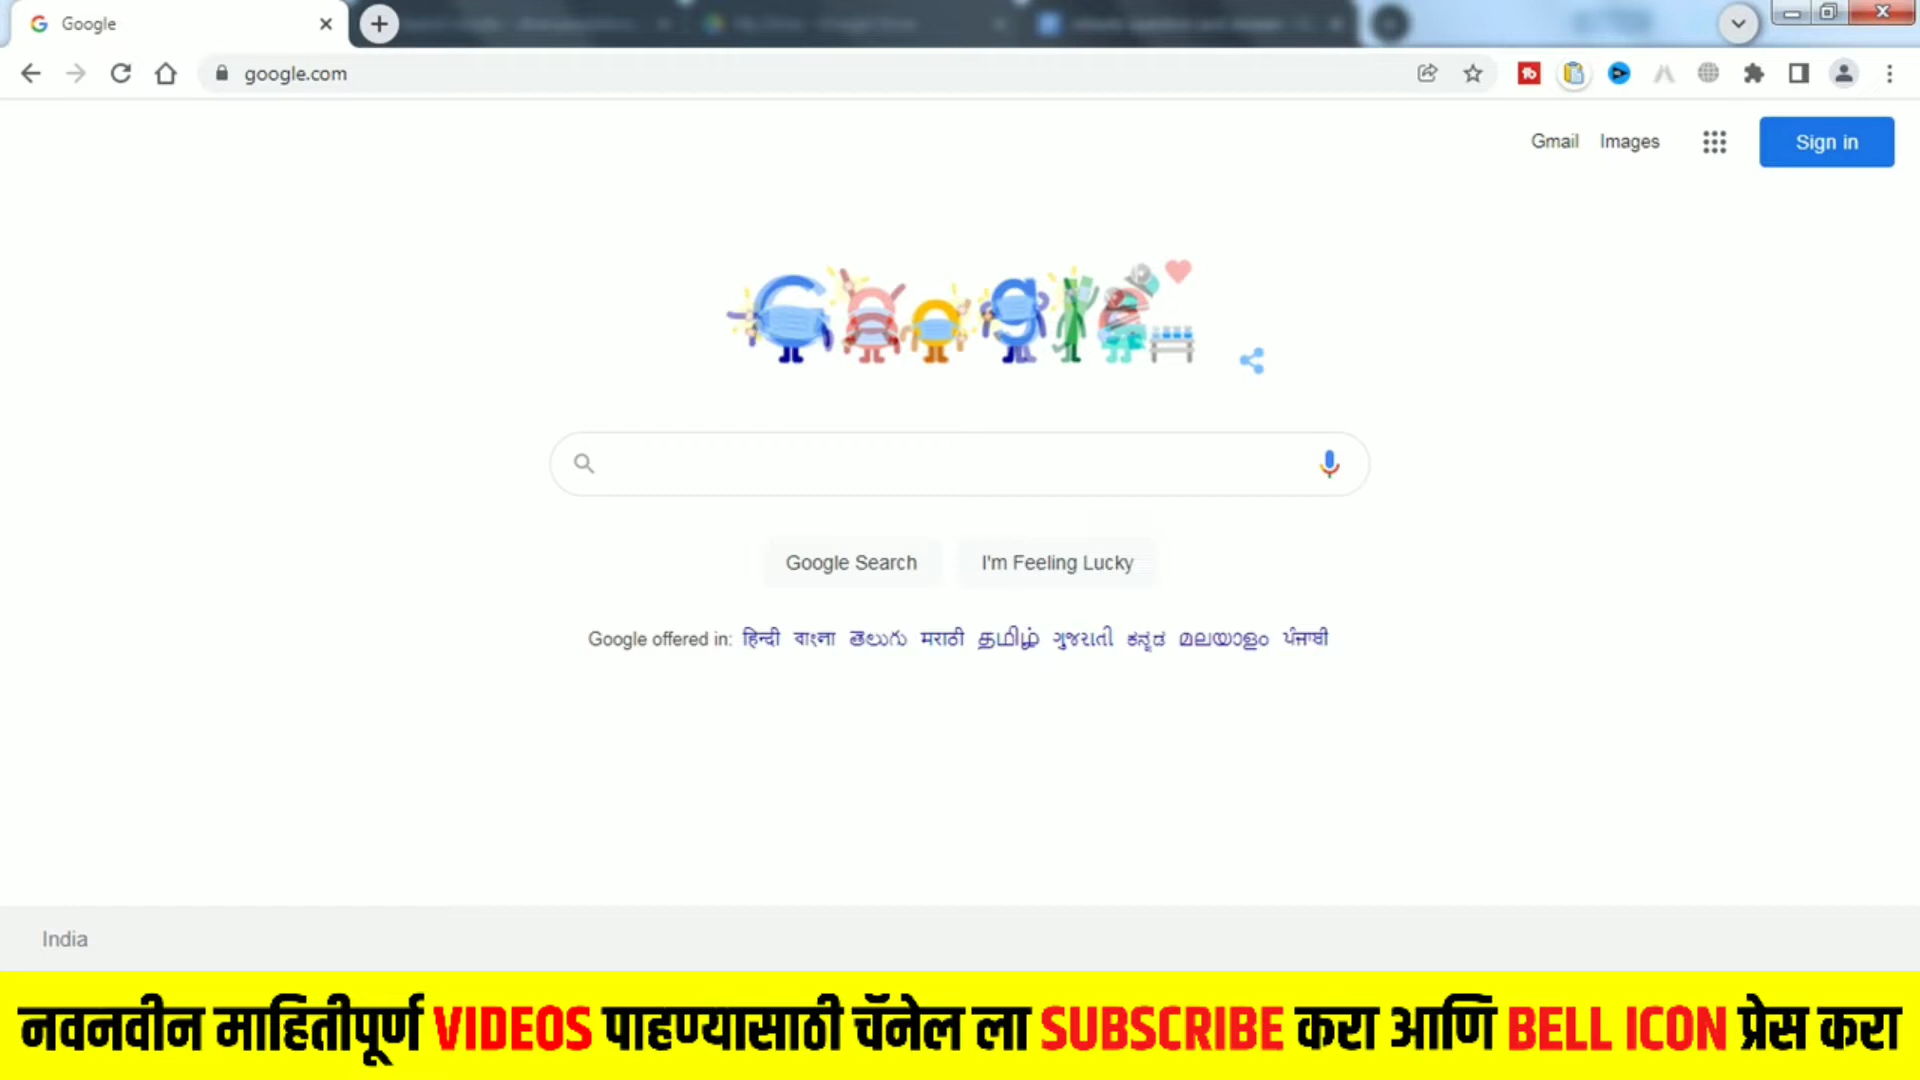 Google
google.com
Gmail Images Sign in
Google
Google Search I'm Feeling Lucky
Google offered in: हिन्दी বাংলা తెలుగు मराठी தமிழ் ગુજરાતી ಕನ್ನಡ മലയാളം ਪੰਜਾਬੀ
India
नवनवीन माहितीपूर्ण VIDEOS पाहण्यासाठी चॅनेल ला SUBSCRIBE करा आणि BELL ICON प्रेस करा